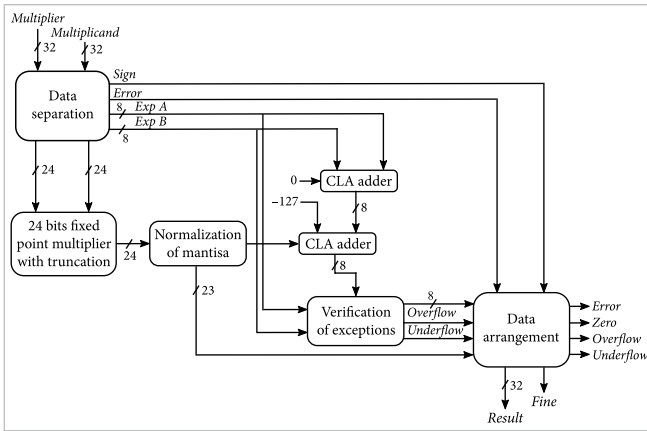 Multiplier
Multiplicand
32
32
Sign
Error
Data
separation
8
Exp A
Exp B
8
24
24
0
CLA adder
−127
8
24 bits fixed
point multiplier
with truncation
24
Normalization
of mantisa
CLA adder
8
23
Verification
of exceptions
8
Overflow
Underflow
Data
arrangement
Error
Zero
Overflow
Underflow
32
Fine
Result